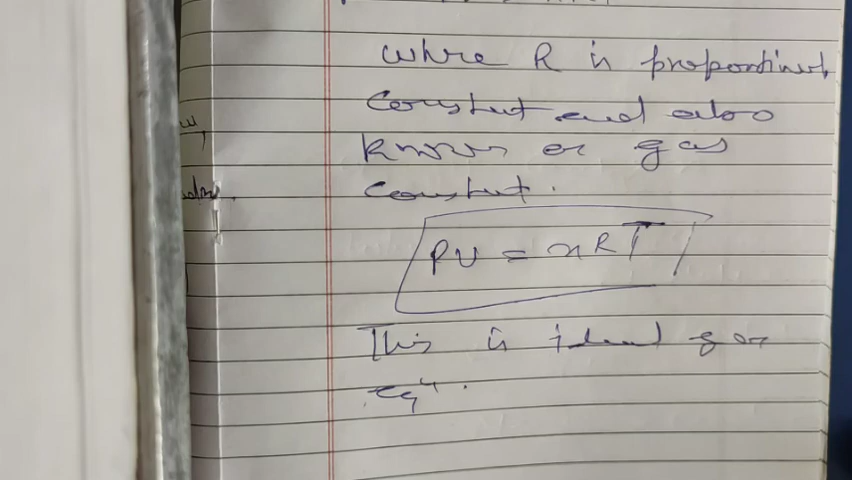 where R is proportional
constant and also
known as gas
constant.
PV = nRT
This is ideal gas
eqn.